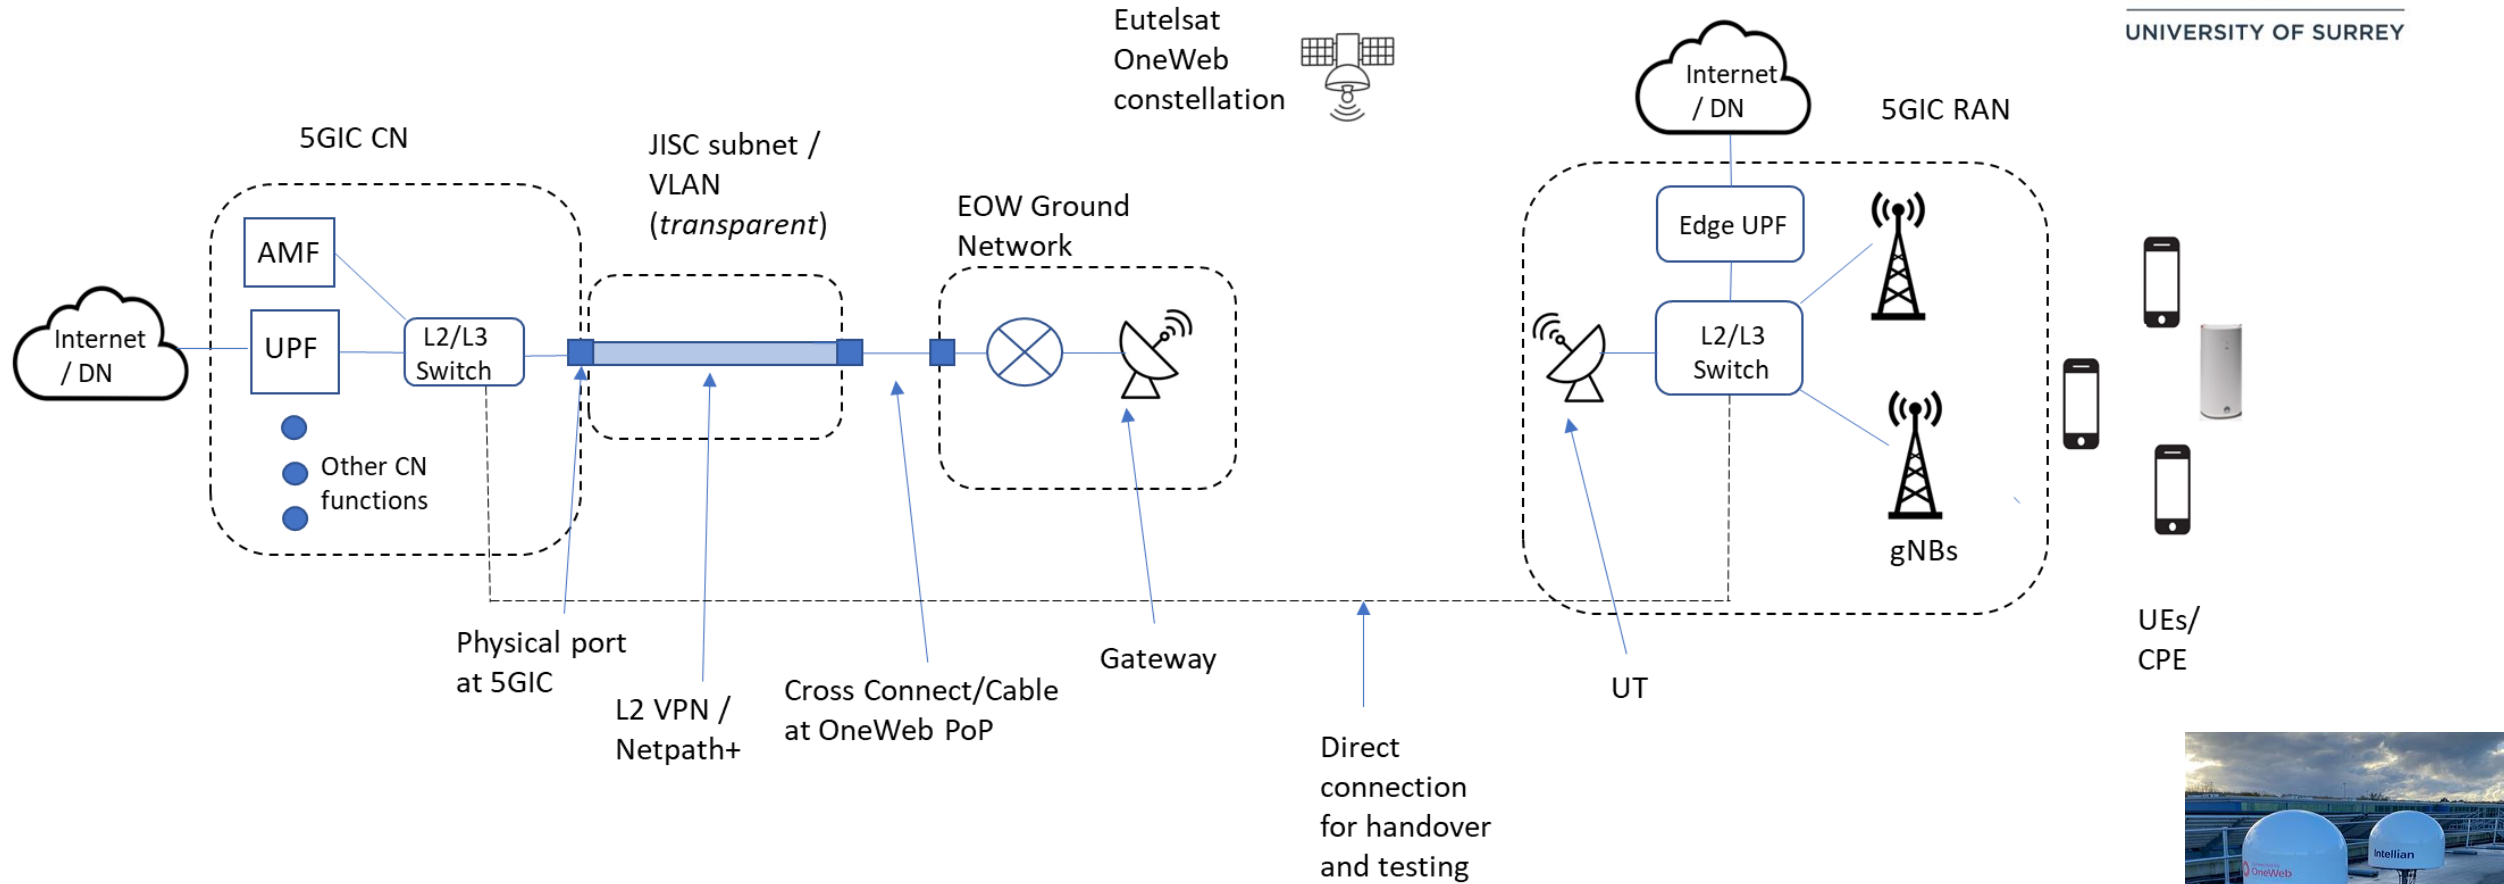 Eutelsat
OneWeb
constellation
UNIVERSITY OF SURREY
Internet
/ DN
5GIC RAN
5GIC CN
JISC subnet /
VLAN
(transparent)
EOW Ground
Network
AMF
UPF
Internet
/ DN
L2/L3
Switch
Other CN
functions
Edge UPF
L2/L3
Switch
gNBs
Physical port
at 5GIC
L2 VPN /
Netpath+
Cross Connect/Cable
at OneWeb PoP
Gateway
UT
Direct
connection
for handover
and testing
UEs/
CPE
OneWeb
Intellian